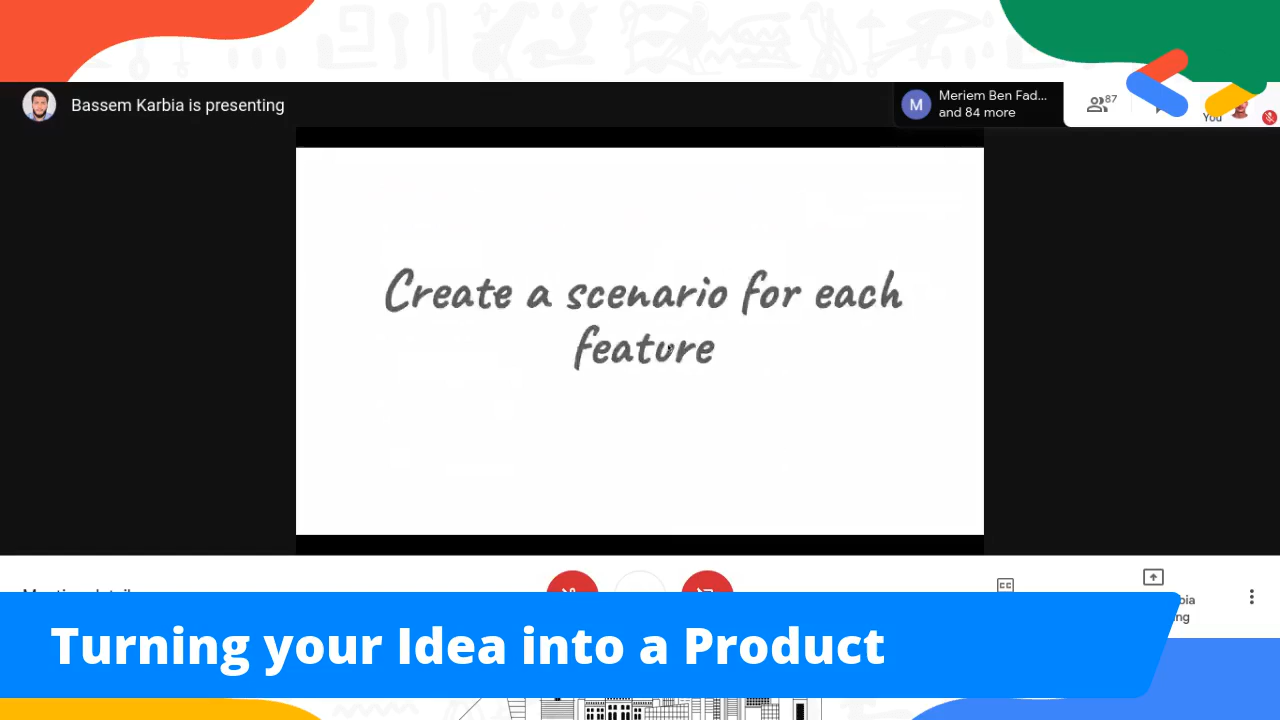 Bassem Karbia is presenting
M
Meriem Ben Fad...
and 84 more
87
You
Create a scenario for each
feature
CC
Turning your Idea into a Product